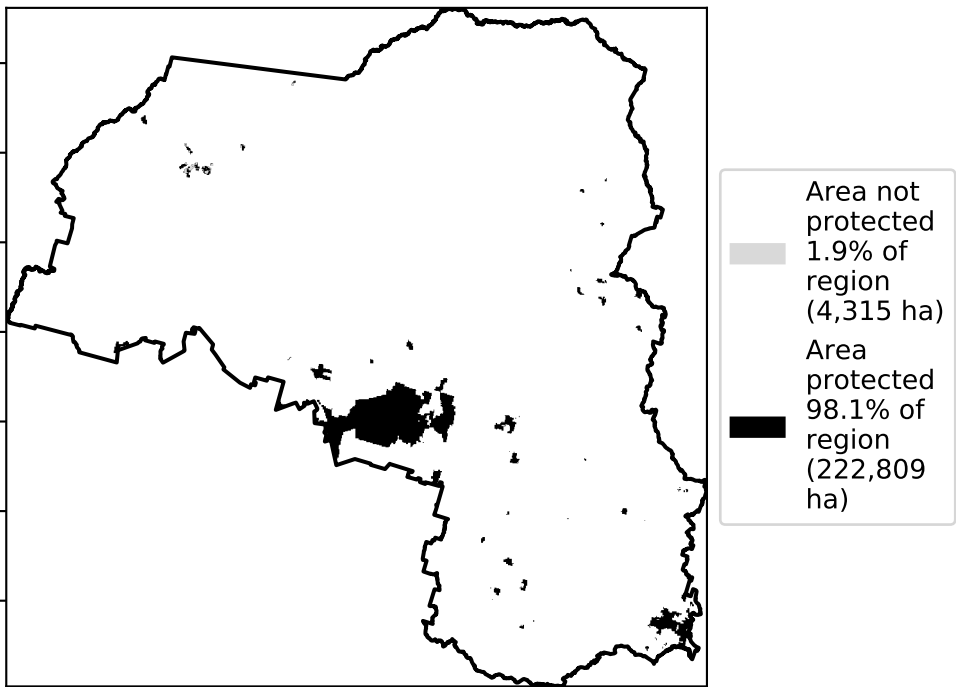 Area not
protected
1.9% of
region
(4,315 ha)
Area
protected
98.1% of
region
(222,809
ha)